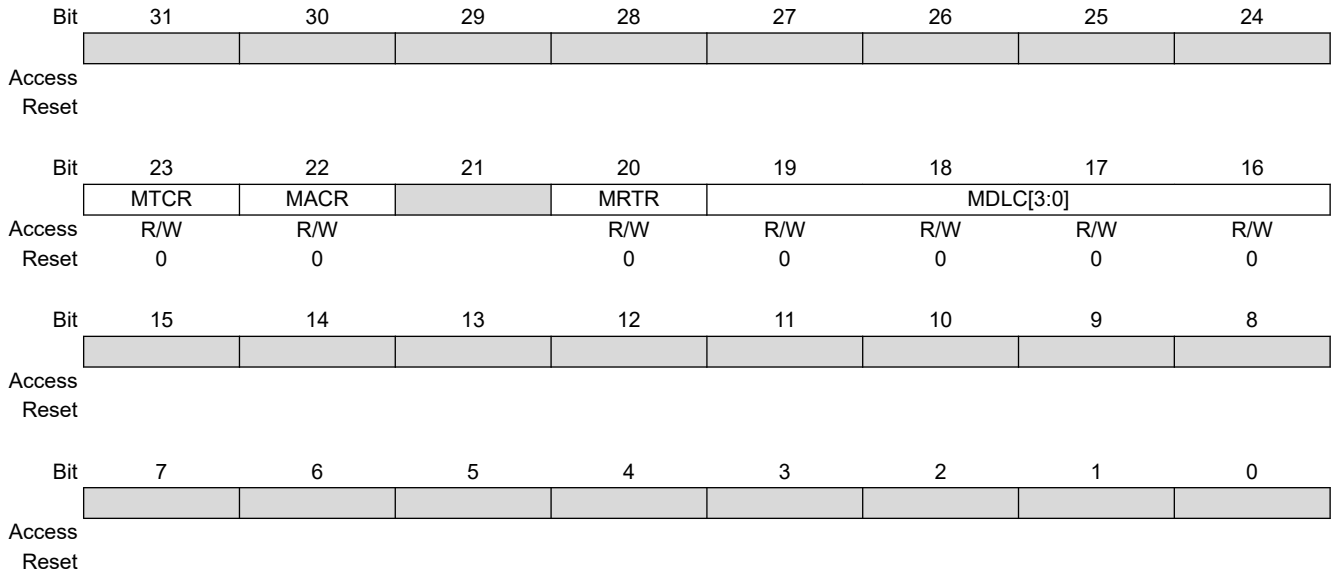 Bit 31 30 29 28 27 26 25 24
Access
Reset
Bit 23 22 21 20 19 18 17 16
MTCR MACR MRTR MDLC[3:0]
Access R/W R/W R/W R/W R/W R/W R/W
Reset 0 0 0 0 0 0 0
Bit 15 14 13 12 11 10 9 8
Access
Reset
Bit 7 6 5 4 3 2 1 0
Access
Reset